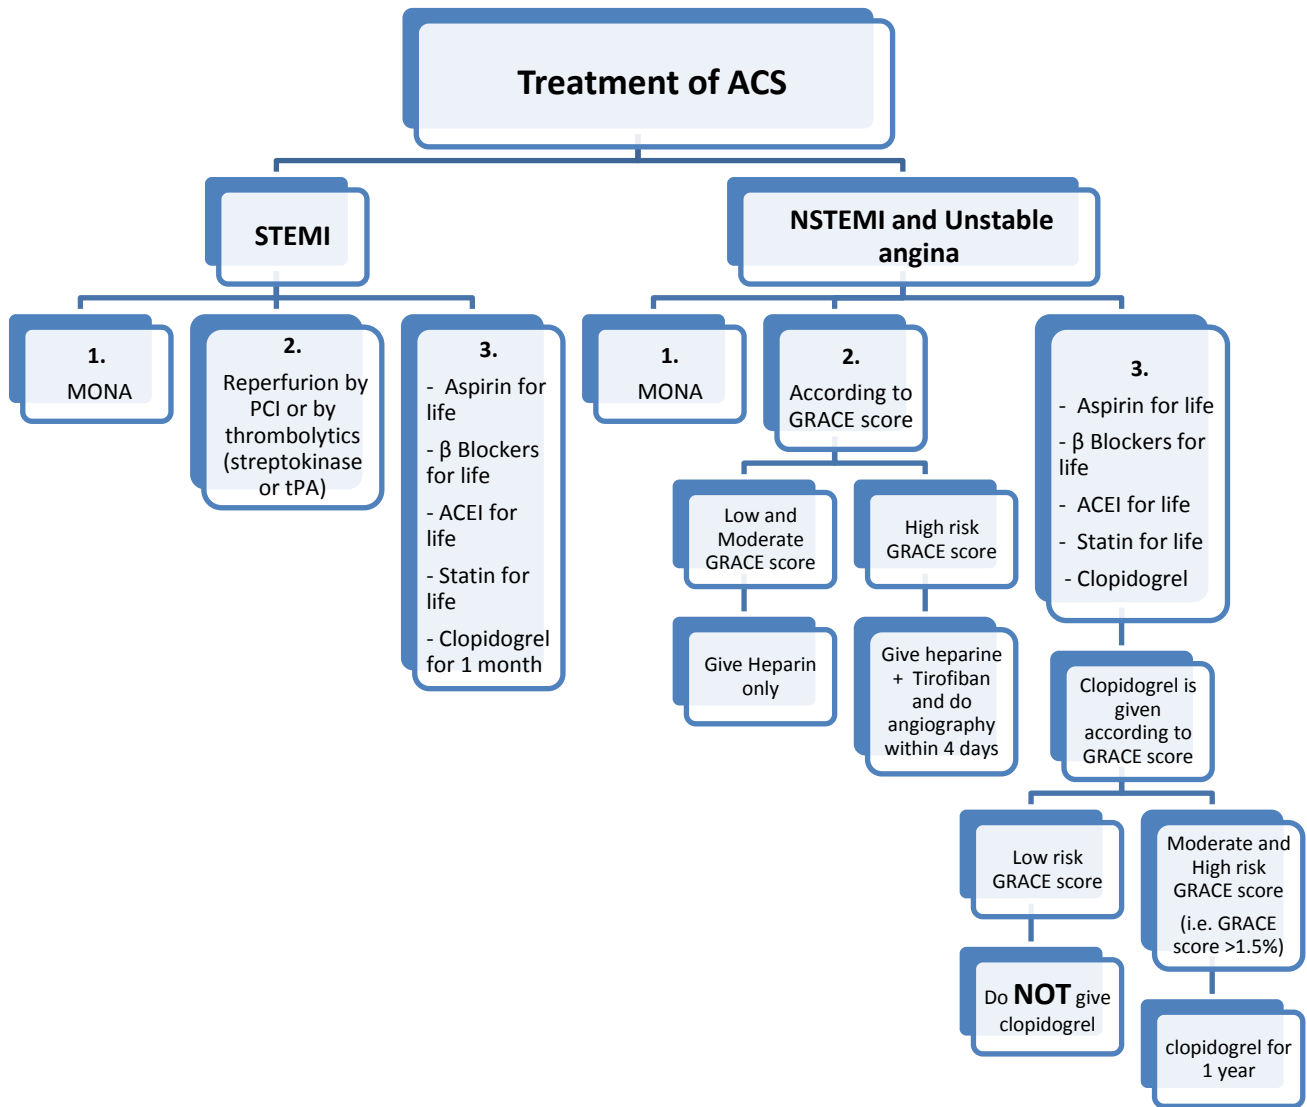 Treatment of ACS
STEMI
NSTEMI and Unstable
angina
1.
MONA
2.
Reperfurion by
PCI or by
thrombolytics
(streptokinase
or tPA)
3.
- Aspirin for
life
- β Blockers
for life
- ACEI for
life
- Statin for
life
- Clopidogrel
for 1 month
1.
MONA
2.
According to
GRACE score
3.
- Aspirin for life
- β Blockers for
life
- ACEI for life
- Statin for life
- Clopidogrel
Low and
Moderate
GRACE score
High risk
GRACE score
Give Heparin
only
Give heparine
+ Tirofiban
and do
angiography
within 4 days
Clopidogrel is
given
according to
GRACE score
Low risk
GRACE score
Moderate and
High risk
GRACE score
(i.e. GRACE
score >1.5%)
Do NOT give
clopidogrel
clopidogrel for
1 year